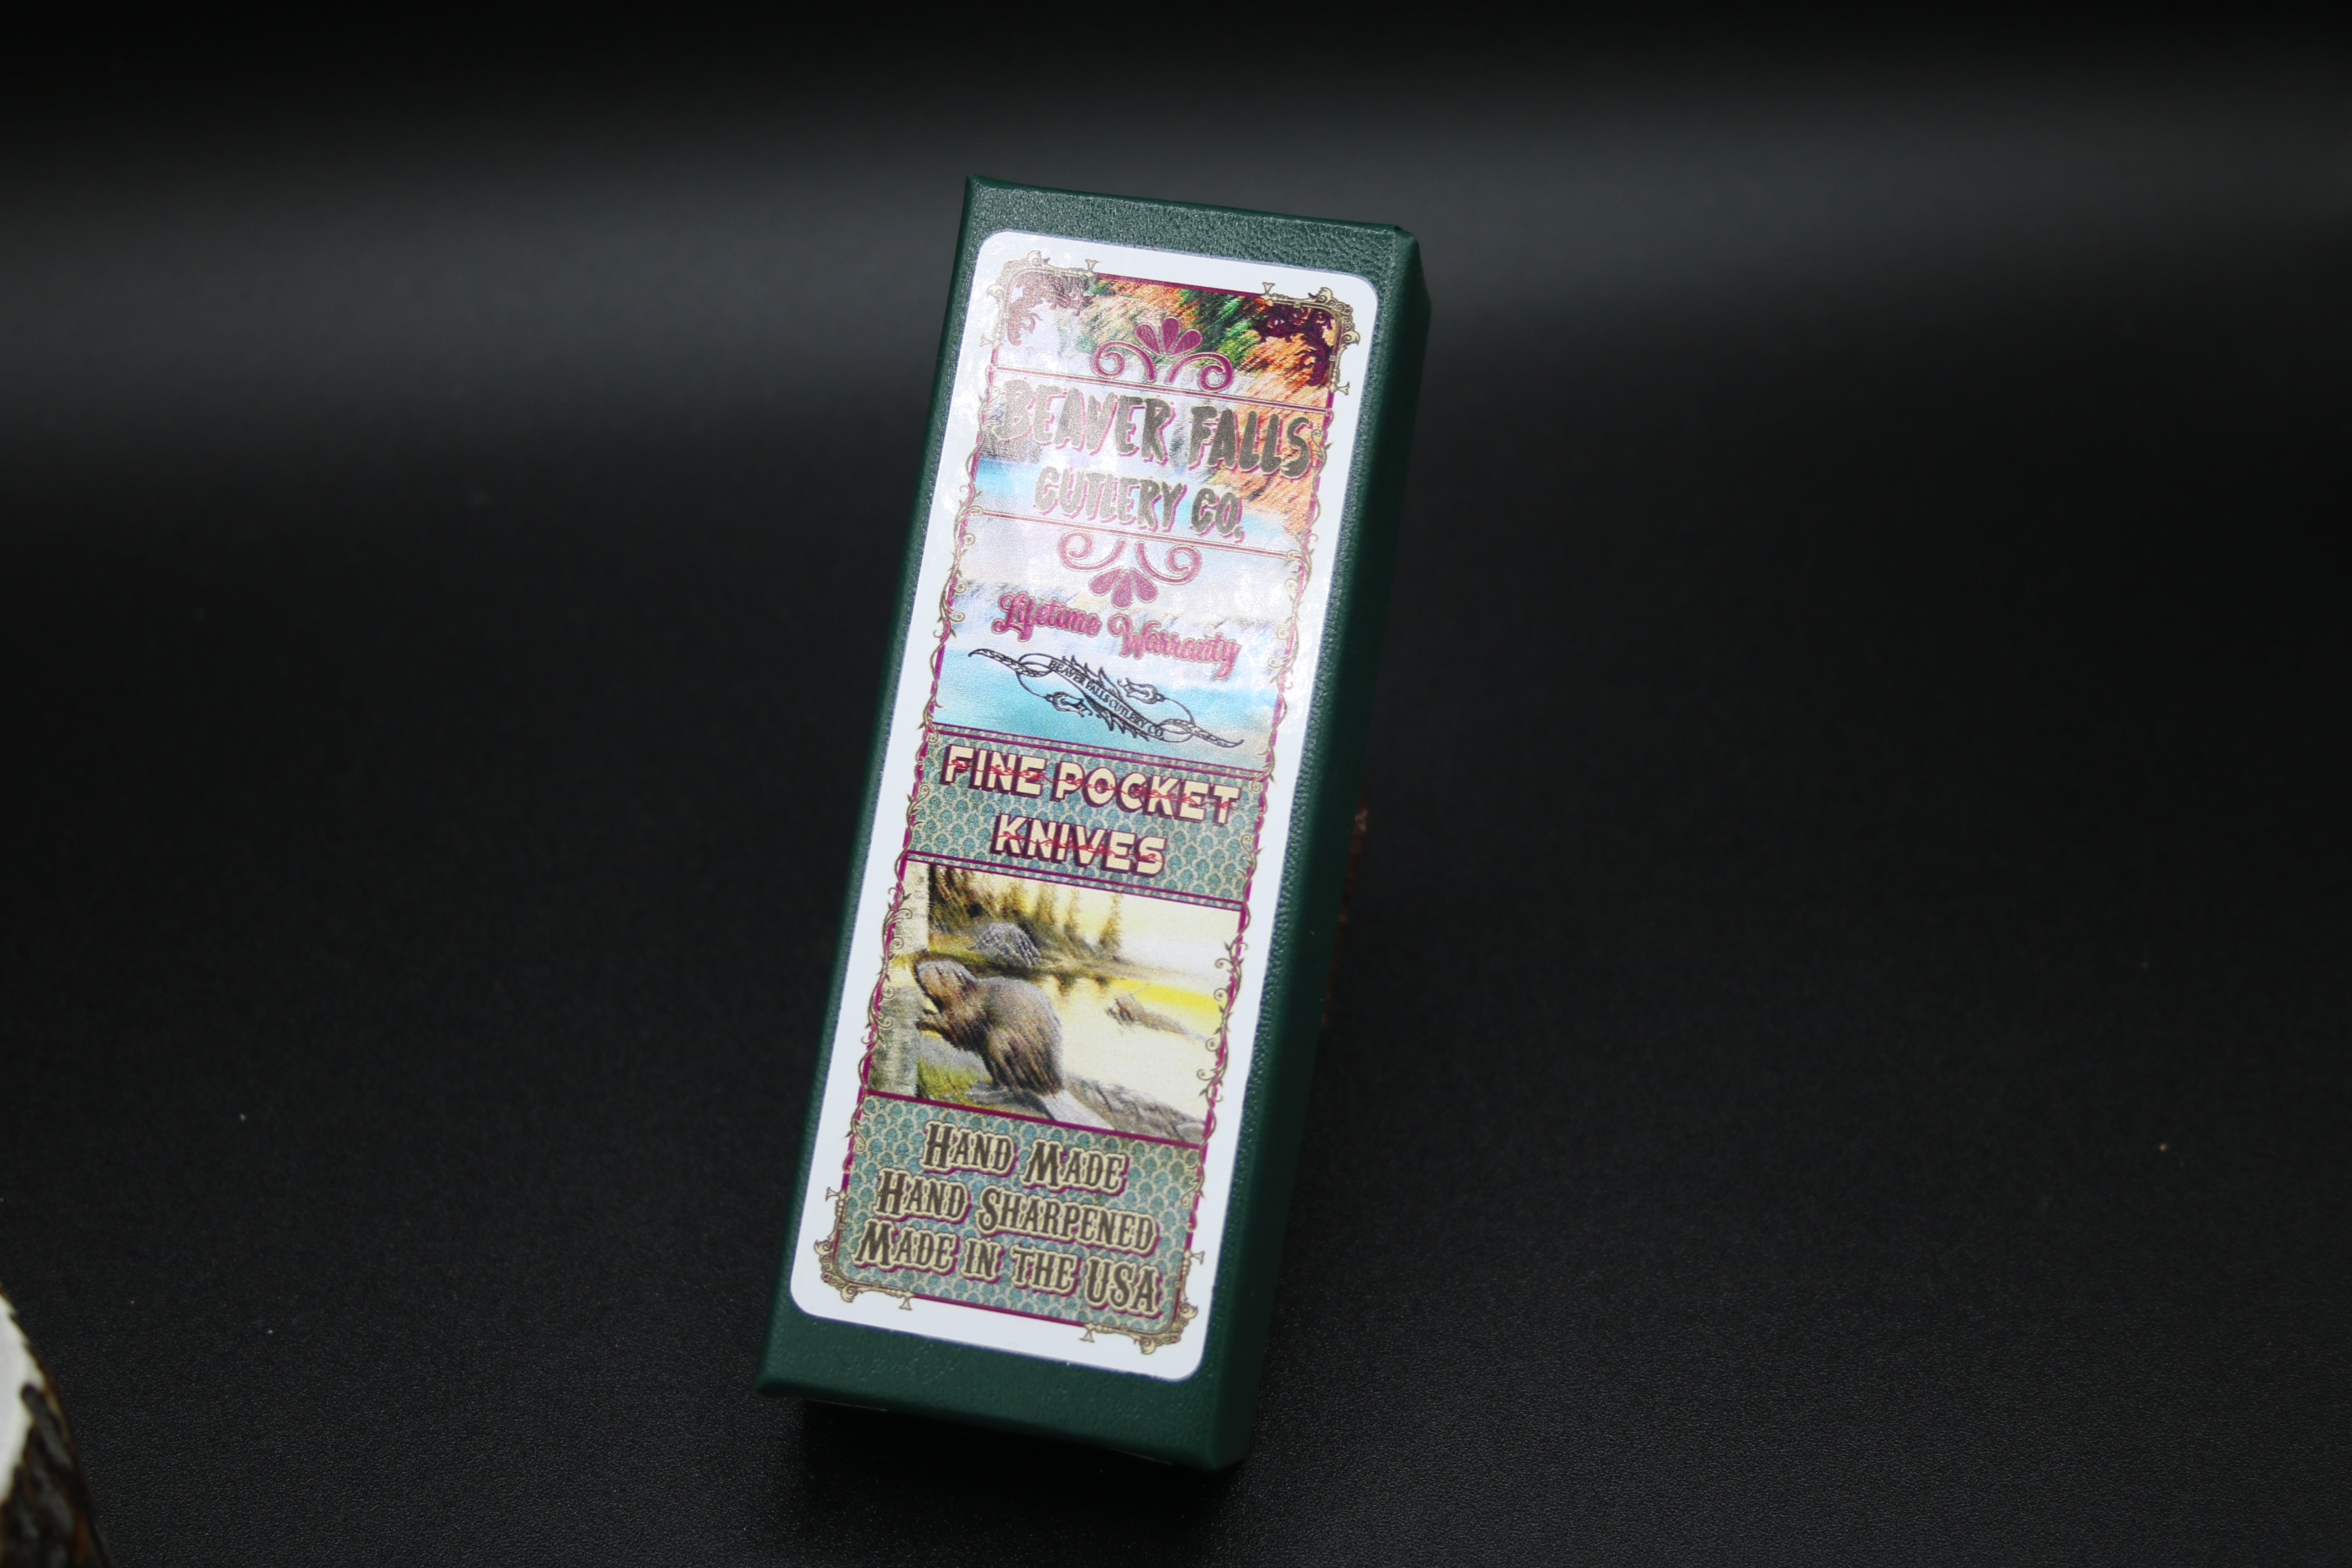 BEAVER FALLS
CUTLERY CO.
Lifetime Warranty
BEAVER FALLS CUTLERY CO.
FINE POCKET
KNIVES
HAND MADE
HAND SHARPENED
MADE IN THE USA